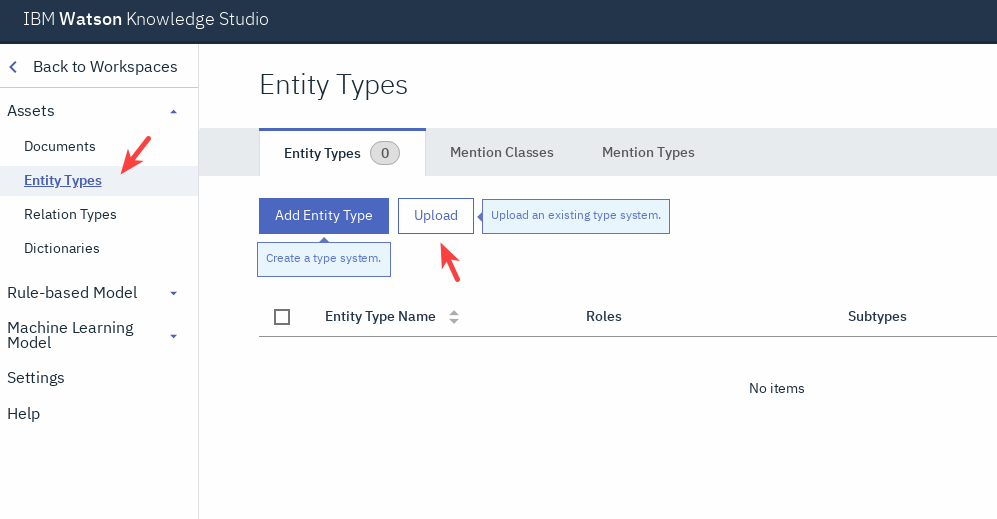 IBM Watson Knowledge Studio
Back to Workspaces
Assets
Documents
Entity Types
Relation Types
Dictionaries
Rule-based Model
Machine Learning
Model
Settings
Help
Entity Types
Entity Types 0
Mention Classes
Mention Types
Add Entity Type
Upload
Upload an existing type system.
Create a type system.
Entity Type Name
Roles
Subtypes
No items